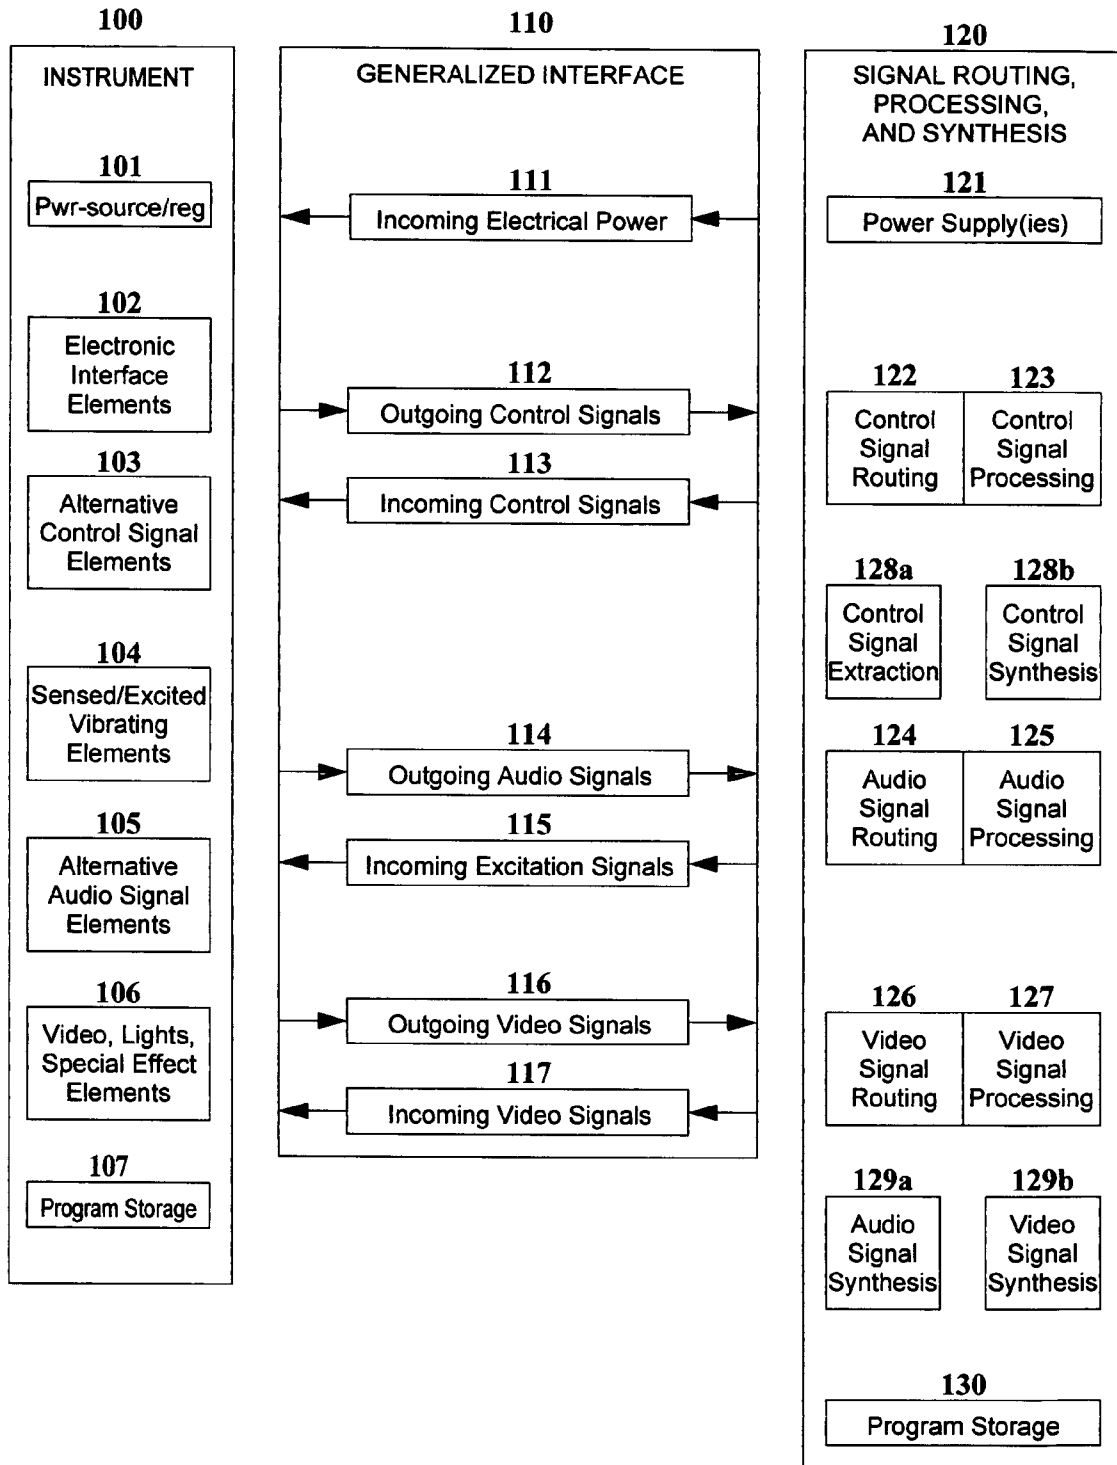 100
INSTRUMENT
101
Pwr-source/reg
102
Electronic
Interface
Elements
103
Alternative
Control Signal
Elements
104
Sensed/Excited
Vibrating
Elements
105
Alternative
Audio Signal
Elements
106
Video, Lights,
Special Effect
Elements
107
Program Storage
110
GENERALIZED INTERFACE
111
Incoming Electrical Power
112
Outgoing Control Signals
113
Incoming Control Signals
114
Outgoing Audio Signals
115
Incoming Excitation Signals
116
Outgoing Video Signals
117
Incoming Video Signals
120
SIGNAL ROUTING,
PROCESSING,
AND SYNTHESIS
121
Power Supply(ies)
122
Control
Signal
Routing
123
Control
Signal
Processing
128a
Control
Signal
Extraction
128b
Control
Signal
Synthesis
124
Audio
Signal
Routing
125
Audio
Signal
Processing
126
Video
Signal
Routing
127
Video
Signal
Processing
129a
Audio
Signal
Synthesis
129b
Video
Signal
Synthesis
130
Program Storage